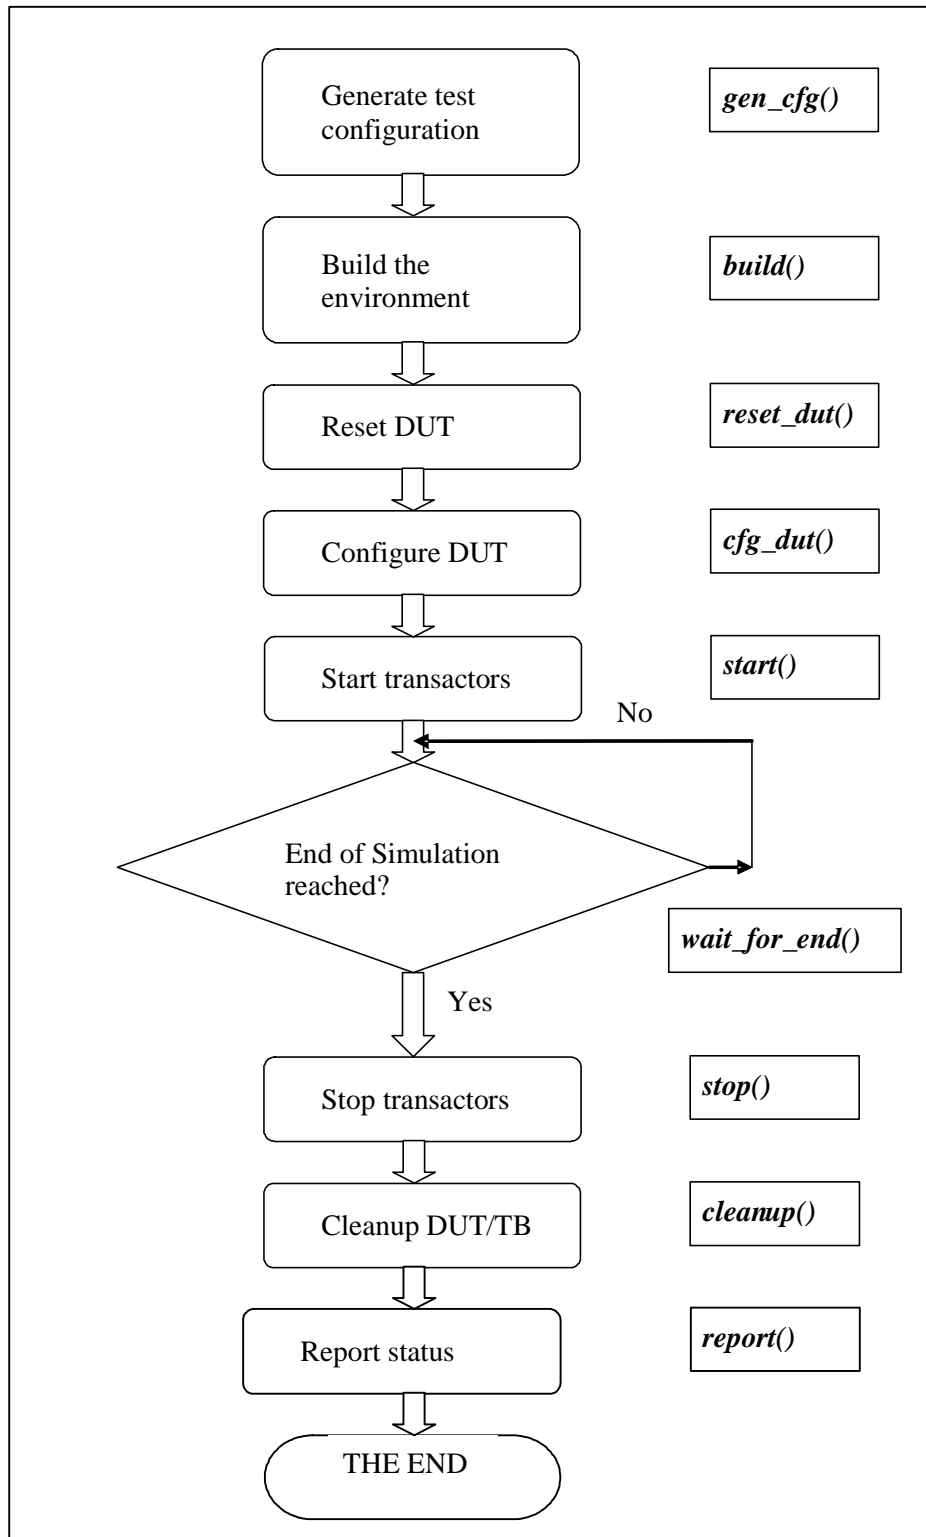 Generate test
configuration
gen_cfg()
Build the
environment
build()
Reset DUT
reset_dut()
Configure DUT
cfg_dut()
Start transactors
start()
No
End of Simulation
reached?
wait_for_end()
Yes
Stop transactors
stop()
Cleanup DUT/TB
cleanup()
Report status
report()
THE END